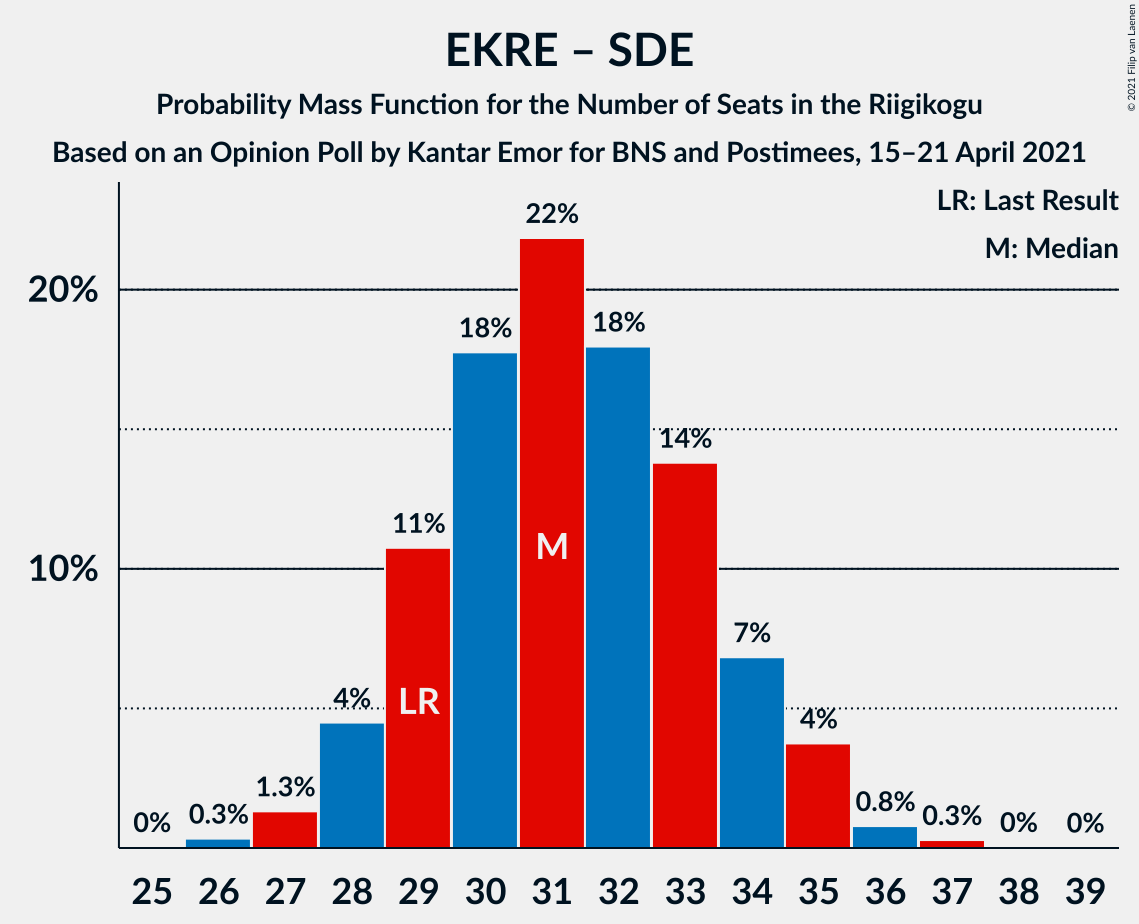 EKRE – SDE
Probability Mass Function for the Number of Seats in the Riigikogu
Based on an Opinion Poll by Kantar Emor for BNS and Postimees, 15–21 April 2021
© 2021 Filip van Laenen
LR: Last Result
M: Median
20%
10%
0%
0.3%
1.3%
4%
11%
18%
22%
18%
14%
7%
4%
0.8%
0.3%
0%
0%
LR
M
25 26 27 28 29 30 31 32 33 34 35 36 37 38 39